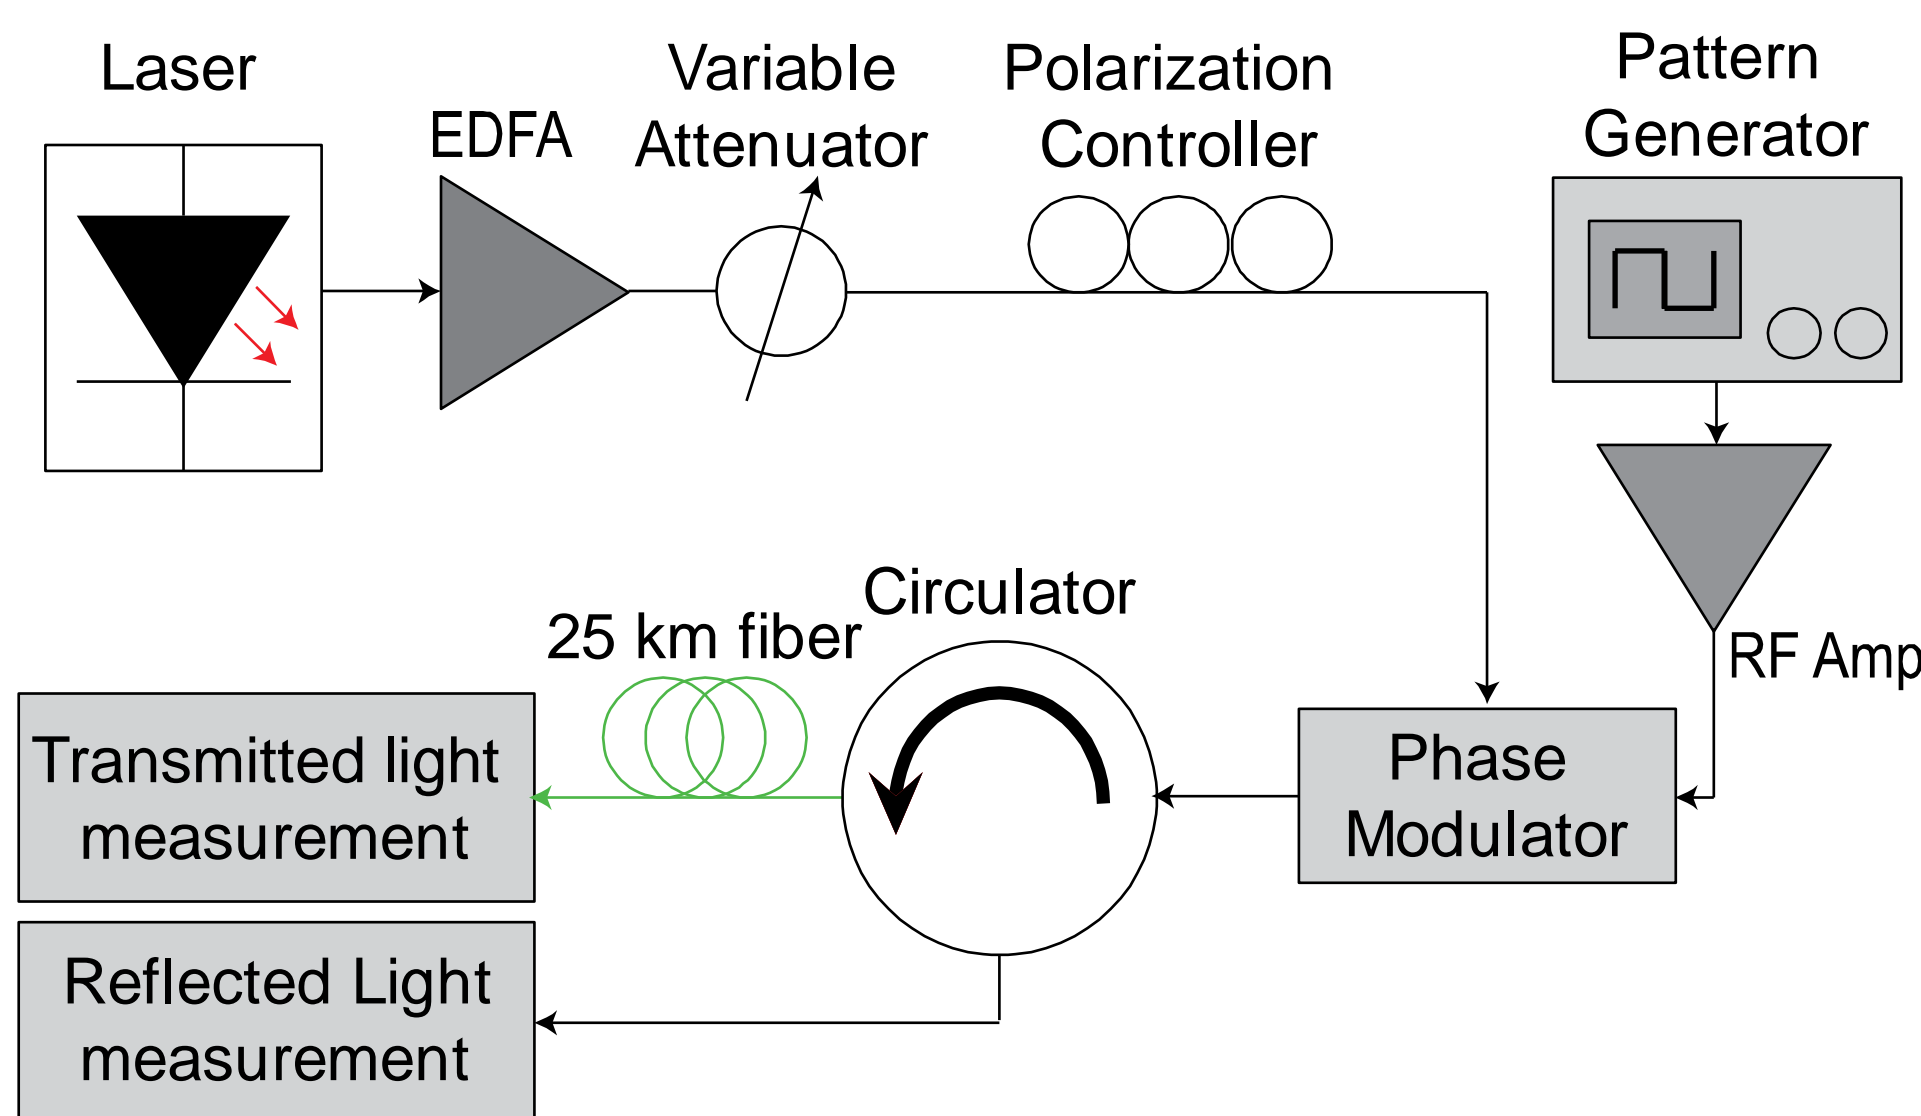 Laser
EDFA
Variable
Attenuator
Polarization
Controller
Pattern
Generator
RF Amp
Circulator
25 km fiber
Phase
Modulator
Transmitted light
measurement
Reflected Light
measurement